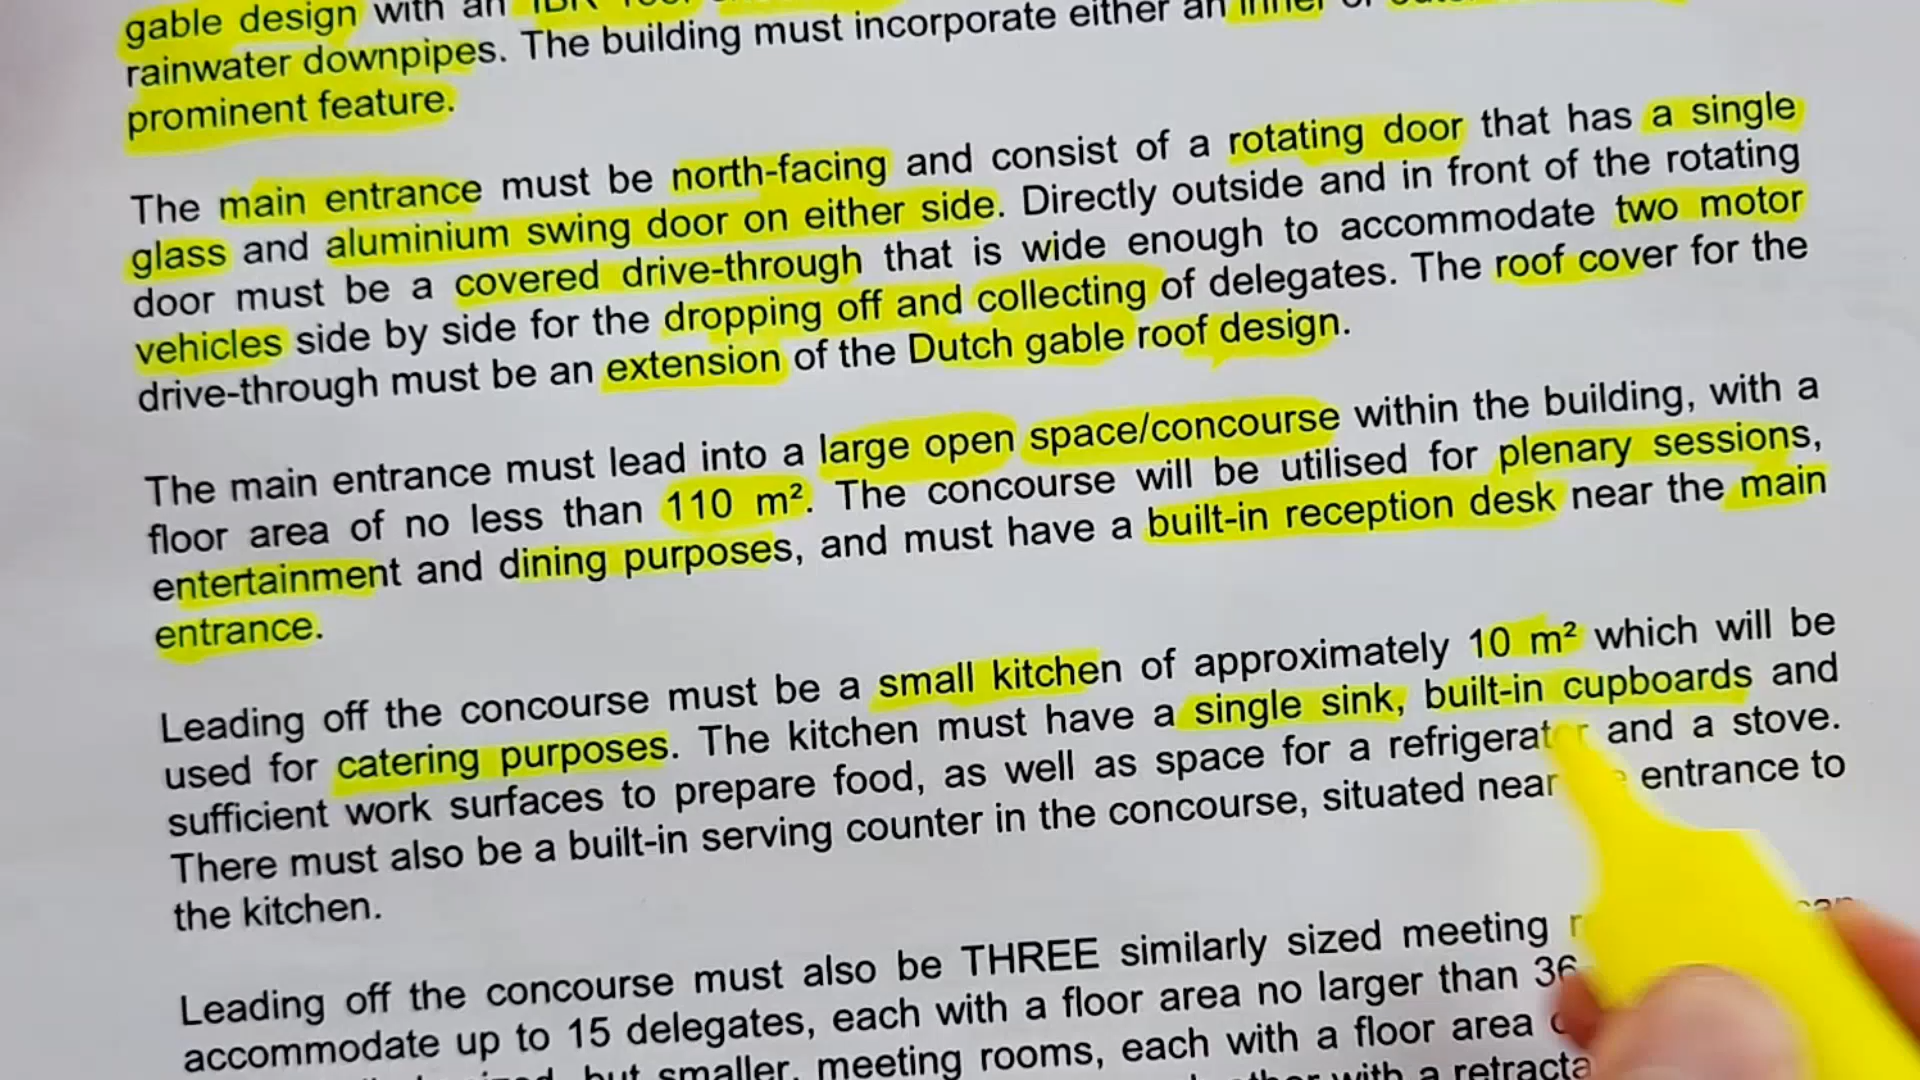 gable design with an IBR
rainwater downpipes. The building must incorporate either an inner or
prominent feature.
The main entrance must be north-facing and consist of a rotating door that has a single
glass and aluminium swing door on either side. Directly outside and in front of the rotating
door must be a covered drive-through that is wide enough to accommodate two motor
vehicles side by side for the dropping off and collecting of delegates. The roof cover for the
drive-through must be an extension of the Dutch gable roof design.
The main entrance must lead into a large open space/concourse within the building, with a
floor area of no less than 110 m². The concourse will be utilised for plenary sessions,
entertainment and dining purposes, and must have a built-in reception desk near the main
entrance.
Leading off the concourse must be a small kitchen of approximately 10 m² which will be
used for catering purposes. The kitchen must have a single sink, built-in cupboards and
sufficient work surfaces to prepare food, as well as space for a refrigerator and a stove.
There must also be a built-in serving counter in the concourse, situated near entrance to
the kitchen.
Leading off the concourse must also be THREE similarly sized meeting
accommodate up to 15 delegates, each with a floor area no larger than 36
but smaller, meeting rooms, each with a floor area
with a